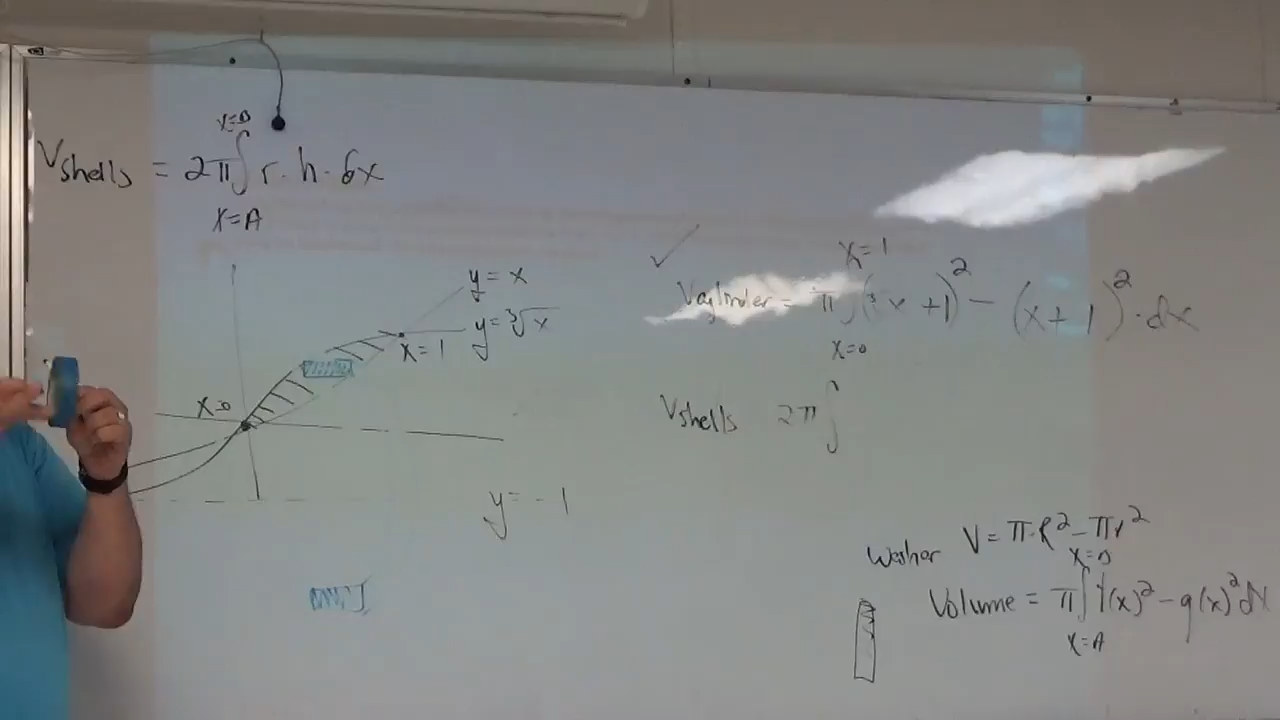 x=B
Vshells = 2π∫ r · h · δx
x=A
y = x
y = ∛x
x=1
x=0
y = -1
✓
x=1
Vcylinder = π∫(∛x +1)² − (x+1)² · dx
x=0
Vshells 2π∫
Washer V = π·R² − πr²
x=B
Volume = π∫f(x)² − g(x)² dx
x=A